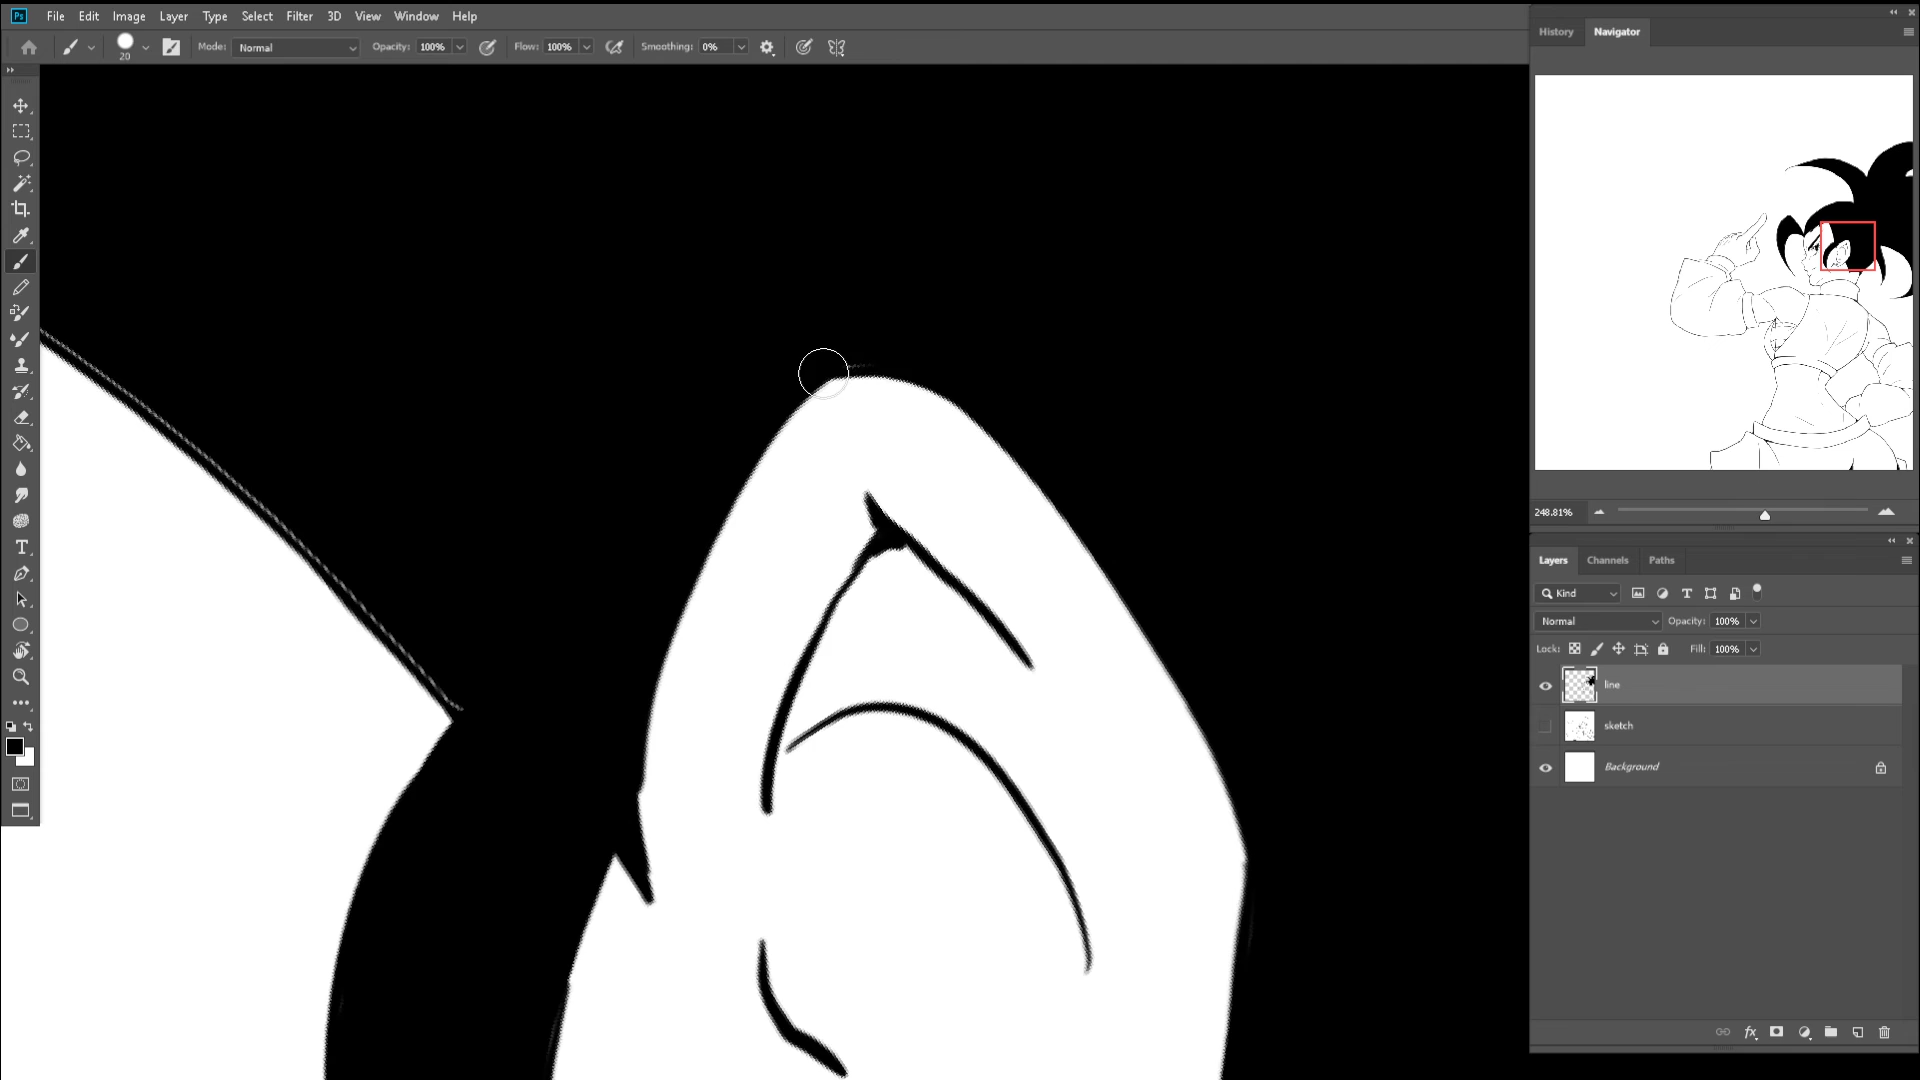 Ps File Edit Image Layer Type Select Filter 3D View Window Help
20 Mode: Normal Opacity: 100% Flow: 100% Smoothing: 0%
History Navigator
248.81%
Layers Channels Paths
Kind
Normal Opacity: 100%
Lock: Fill: 100%
line
sketch
Background